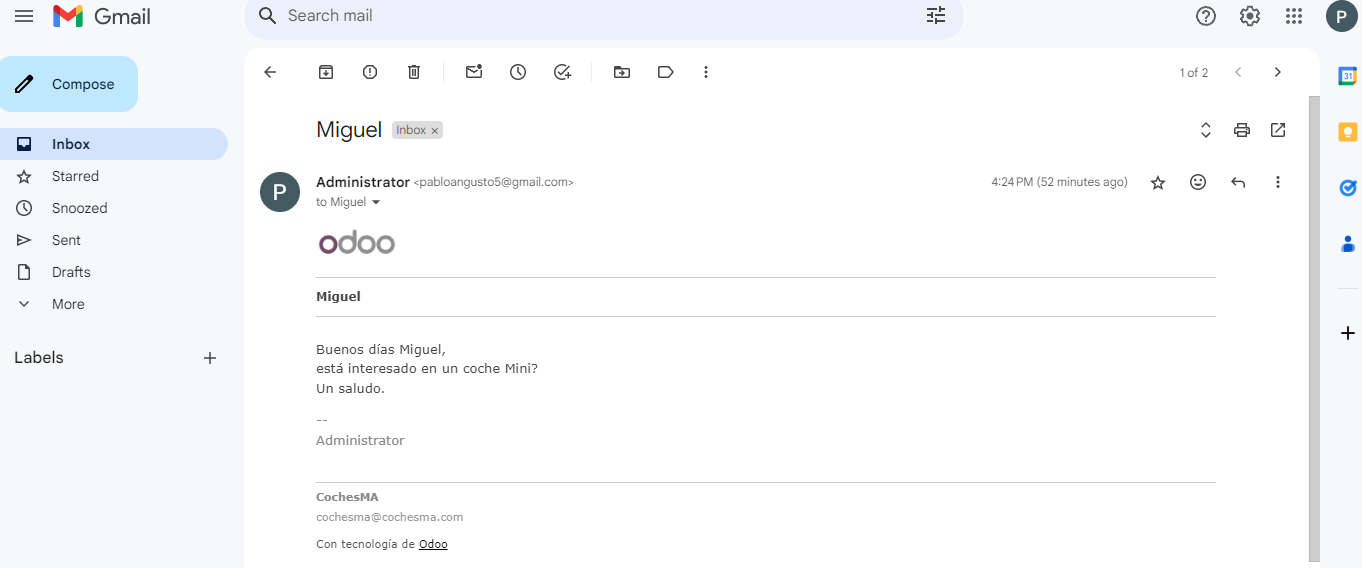 Gmail
Search mail
P
Compose
1 of 2
31
Inbox
Starred
Snoozed
Sent
Drafts
More
Labels
Miguel Inbox ×
P
Administrator <pabloangusto5@gmail.com>
4:24 PM (52 minutes ago)
to Miguel
odoo
Miguel
Buenos días Miguel,
está interesado en un coche Mini?
Un saludo.
--
Administrator
CochesMA
cochesma@cochesma.com
Con tecnología de Odoo